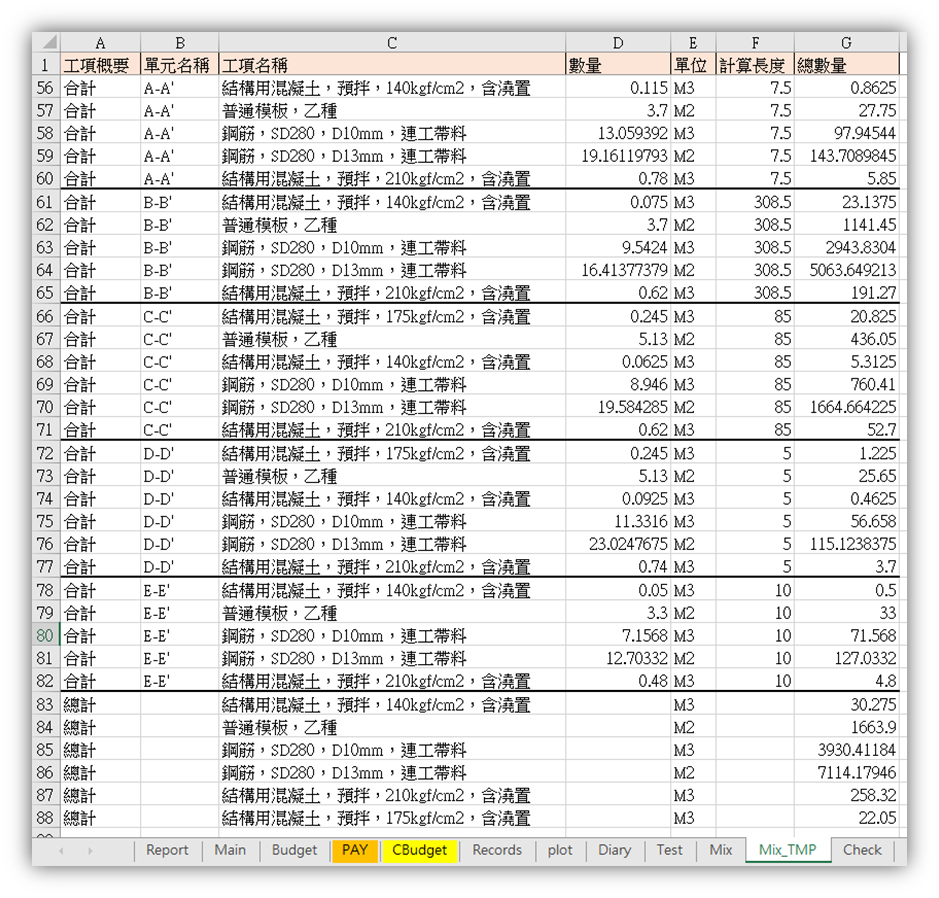 A B C D E F G
1 工項概要 單元名稱 工項名稱 數量 單位 計算長度 總數量
56 合計 A-A' 結構用混凝土，預拌，140kgf/cm2，含澆置 0.115 M3 7.5 0.8625
57 合計 A-A' 普通模板，乙種 3.7 M2 7.5 27.75
58 合計 A-A' 鋼筋，SD280，D10mm，連工帶料 13.059392 M3 7.5 97.94544
59 合計 A-A' 鋼筋，SD280，D13mm，連工帶料 19.16119793 M2 7.5 143.7089845
60 合計 A-A' 結構用混凝土，預拌，210kgf/cm2，含澆置 0.78 M3 7.5 5.85
61 合計 B-B' 結構用混凝土，預拌，140kgf/cm2，含澆置 0.075 M3 308.5 23.1375
62 合計 B-B' 普通模板，乙種 3.7 M2 308.5 1141.45
63 合計 B-B' 鋼筋，SD280，D10mm，連工帶料 9.5424 M3 308.5 2943.8304
64 合計 B-B' 鋼筋，SD280，D13mm，連工帶料 16.41377379 M2 308.5 5063.649213
65 合計 B-B' 結構用混凝土，預拌，210kgf/cm2，含澆置 0.62 M3 308.5 191.27
66 合計 C-C' 結構用混凝土，預拌，175kgf/cm2，含澆置 0.245 M3 85 20.825
67 合計 C-C' 普通模板，乙種 5.13 M2 85 436.05
68 合計 C-C' 結構用混凝土，預拌，140kgf/cm2，含澆置 0.0625 M3 85 5.3125
69 合計 C-C' 鋼筋，SD280，D10mm，連工帶料 8.946 M3 85 760.41
70 合計 C-C' 鋼筋，SD280，D13mm，連工帶料 19.584285 M2 85 1664.664225
71 合計 C-C' 結構用混凝土，預拌，210kgf/cm2，含澆置 0.62 M3 85 52.7
72 合計 D-D' 結構用混凝土，預拌，175kgf/cm2，含澆置 0.245 M3 5 1.225
73 合計 D-D' 普通模板，乙種 5.13 M2 5 25.65
74 合計 D-D' 結構用混凝土，預拌，140kgf/cm2，含澆置 0.0925 M3 5 0.4625
75 合計 D-D' 鋼筋，SD280，D10mm，連工帶料 11.3316 M3 5 56.658
76 合計 D-D' 鋼筋，SD280，D13mm，連工帶料 23.0247675 M2 5 115.1238375
77 合計 D-D' 結構用混凝土，預拌，210kgf/cm2，含澆置 0.74 M3 5 3.7
78 合計 E-E' 結構用混凝土，預拌，140kgf/cm2，含澆置 0.05 M3 10 0.5
79 合計 E-E' 普通模板，乙種 3.3 M2 10 33
80 合計 E-E' 鋼筋，SD280，D10mm，連工帶料 7.1568 M3 10 71.568
81 合計 E-E' 鋼筋，SD280，D13mm，連工帶料 12.70332 M2 10 127.0332
82 合計 E-E' 結構用混凝土，預拌，210kgf/cm2，含澆置 0.48 M3 10 4.8
83 總計 結構用混凝土，預拌，140kgf/cm2，含澆置 M3 30.275
84 總計 普通模板，乙種 M2 1663.9
85 總計 鋼筋，SD280，D10mm，連工帶料 M3 3930.41184
86 總計 鋼筋，SD280，D13mm，連工帶料 M2 7114.17946
87 總計 結構用混凝土，預拌，210kgf/cm2，含澆置 M3 258.32
88 總計 結構用混凝土，預拌，175kgf/cm2，含澆置 M3 22.05
Report Main Budget PAY CBudget Records plot Diary Test Mix Mix_TMP Check